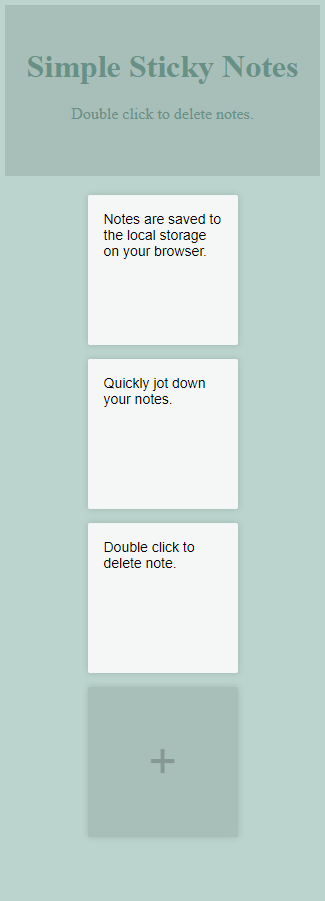 Simple Sticky Notes
Double click to delete notes.
Notes are saved to
the local storage
on your browser.
Quickly jot down
your notes.
Double click to
delete note.
+